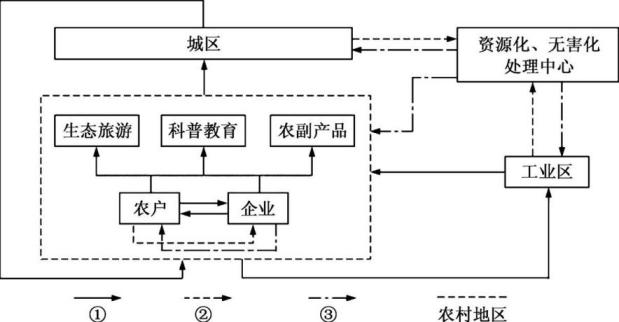 城区
资源化、无害化
处理中心
生态旅游
科普教育
农副产品
工业区
农户
企业
①
②
③
农村地区